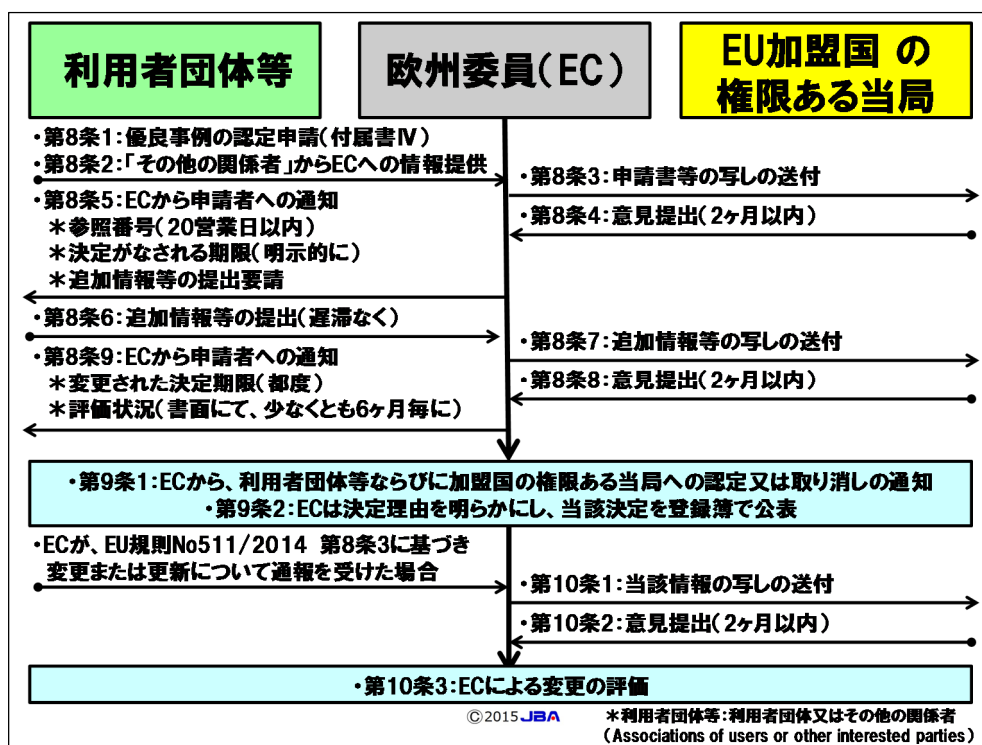 利用者団体等
欧州委員(EC)
EU加盟国 の
権限ある当局
・第8条1:優良事例の認定申請(付属書Ⅳ)
・第8条2:「その他の関係者」からECへの情報提供
・第8条3:申請書等の写しの送付
・第8条4:意見提出(2ヶ月以内)
・第8条5:ECから申請者への通知
＊参照番号(20営業日以内)
＊決定がなされる期限(明示的に)
＊追加情報等の提出要請
・第8条6:追加情報等の提出(遅滞なく)
・第8条7:追加情報等の写しの送付
・第8条8:意見提出(2ヶ月以内)
・第8条9:ECから申請者への通知
＊変更された決定期限(都度)
＊評価状況(書面にて、少なくとも6ヶ月毎に)
・第9条1:ECから、利用者団体等ならびに加盟国の権限ある当局への認定又は取り消しの通知
・第9条2:ECは決定理由を明らかにし、当該決定を登録簿で公表
・ECが、EU規則No511/2014 第8条3に基づき
変更または更新について通報を受けた場合
・第10条1:当該情報の写しの送付
・第10条2:意見提出(2ヶ月以内)
・第10条3:ECによる変更の評価
©2015 JBA
＊利用者団体等:利用者団体又はその他の関係者
(Associations of users or other interested parties)